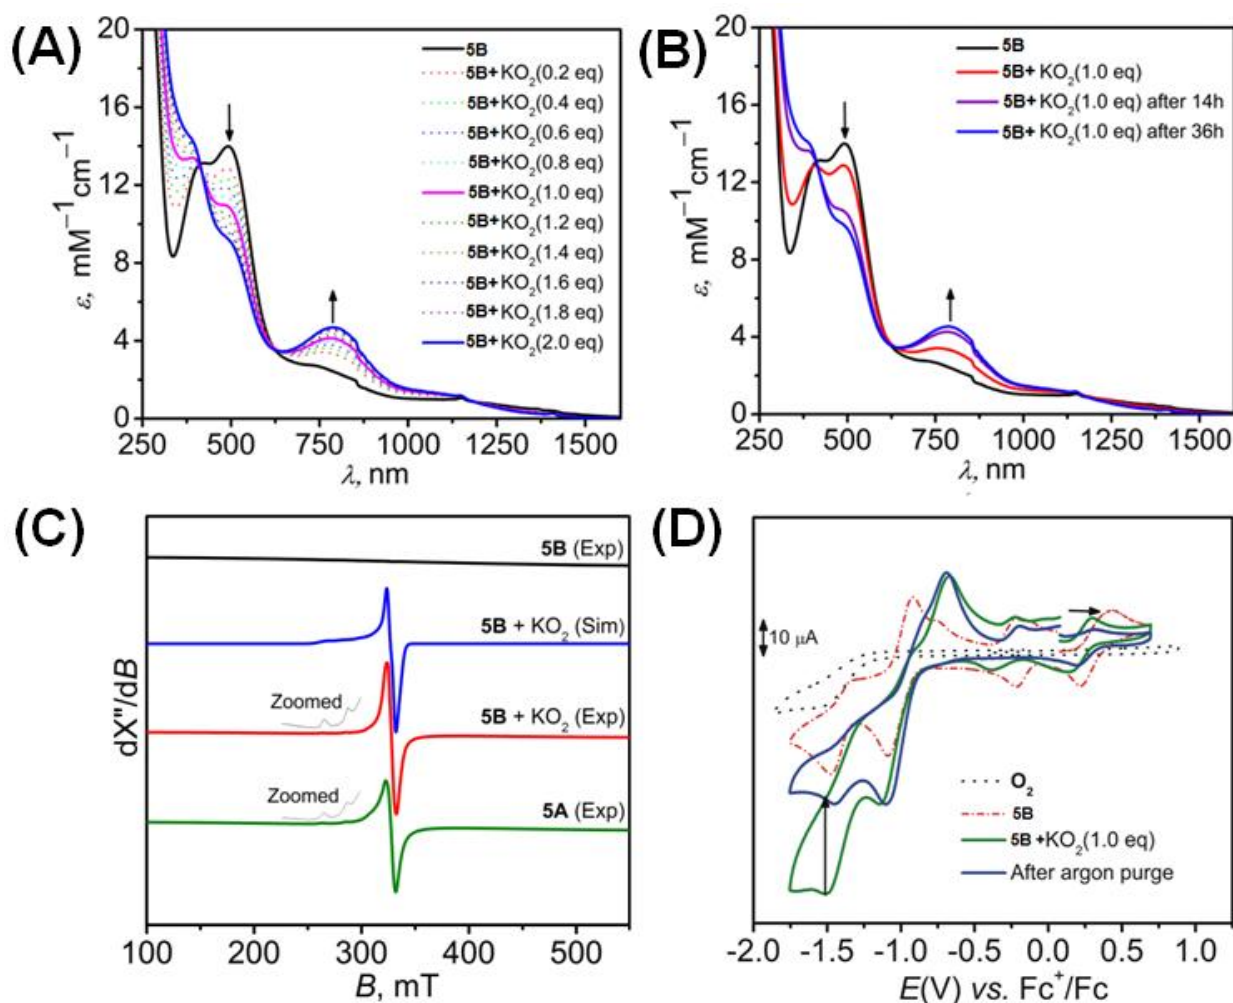 (A)
20
16
12
8
4
0
ε, mM⁻¹cm⁻¹
5B
5B+KO₂(0.2 eq)
5B+KO₂(0.4 eq)
5B+KO₂(0.6 eq)
5B+KO₂(0.8 eq)
5B+KO₂(1.0 eq)
5B+KO₂(1.2 eq)
5B+KO₂(1.4 eq)
5B+KO₂(1.6 eq)
5B+KO₂(1.8 eq)
5B+KO₂(2.0 eq)
250 500 750 1000 1250 1500
λ, nm
(B)
20
16
12
8
4
0
ε, mM⁻¹cm⁻¹
5B
5B+ KO₂(1.0 eq)
5B+ KO₂(1.0 eq) after 14h
5B+ KO₂(1.0 eq) after 36h
250 500 750 1000 1250 1500
λ, nm
(C)
dX"/dB
5B (Exp)
5B + KO₂ (Sim)
Zoomed
5B + KO₂ (Exp)
Zoomed
5A (Exp)
100 200 300 400 500
B, mT
(D)
10 μA
O₂
5B
5B+KO₂(1.0 eq)
After argon purge
-2.0 -1.5 -1.0 -0.5 0.0 0.5 1.0
E(V) vs. Fc⁺/Fc